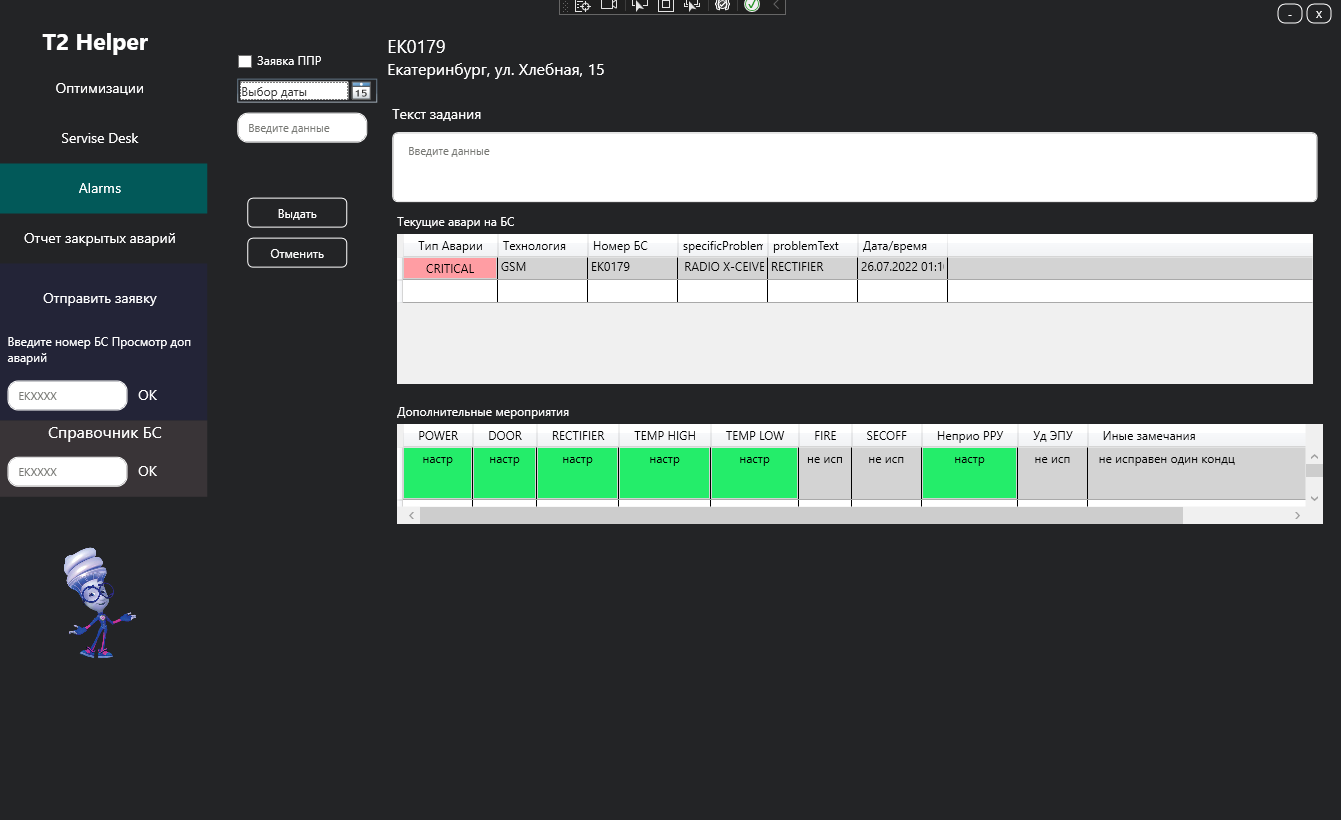 T2 Helper
Оптимизации
Servise Desk
Alarms
Отчет закрытых аварий
Отправить заявку
Введите номер БС Просмотр доп
аварий
EKXXXX OK
Справочник БС
EKXXXX OK
Заявка ППР
Выбор даты 15
Введите данные
Выдать
Отменить
- x
EK0179
Екатеринбург, ул. Хлебная, 15
Текст задания
Введите данные
Текущие авари на БС
Тип Аварии Технология Номер БС specificProblem problemText Дата/время
CRITICAL GSM EK0179 RADIO X-CEIVE RECTIFIER 26.07.2022 01:1
Дополнительные мероприятия
POWER DOOR RECTIFIER TEMP HIGH TEMP LOW FIRE SECOFF Неприо РРУ Уд ЭПУ Иные замечания
настр настр настр настр настр не исп не исп настр не исп не исправен один конДц